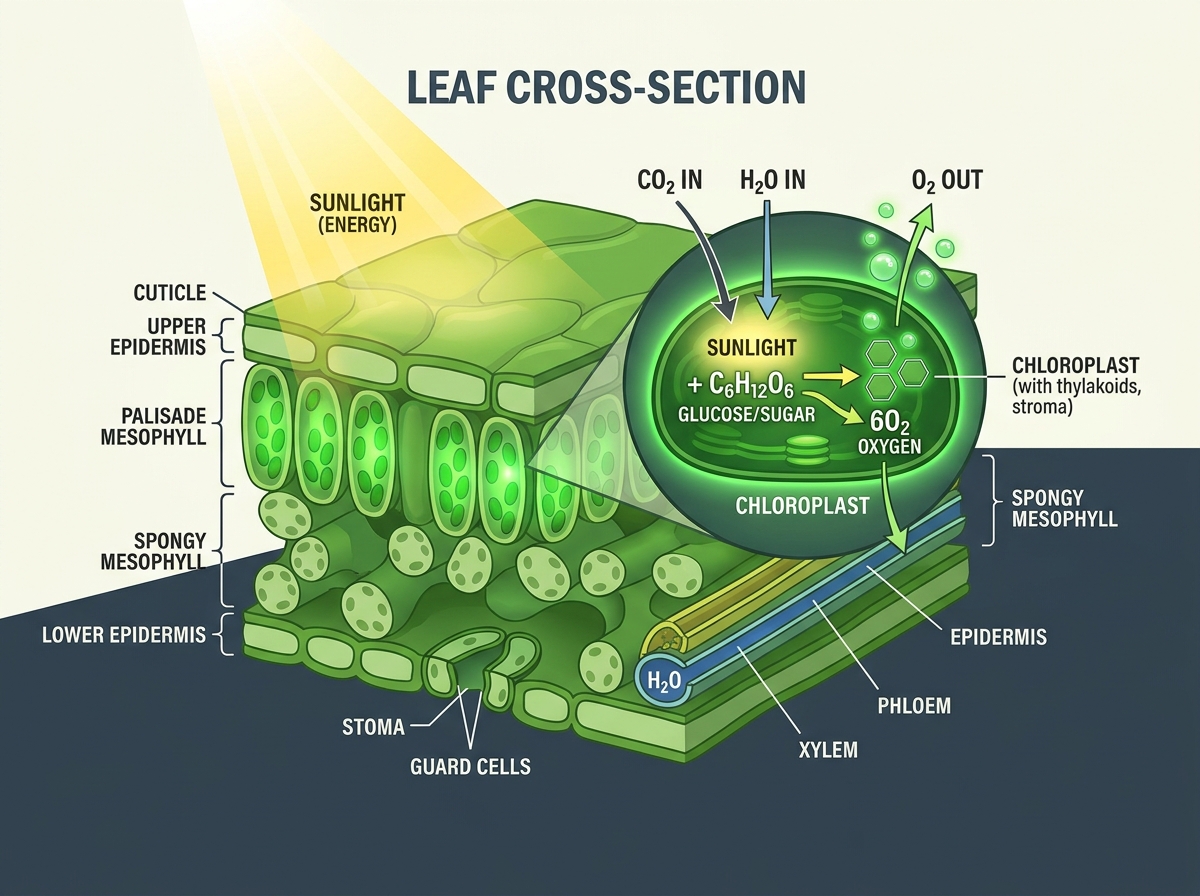 LEAF CROSS-SECTION
CO₂ IN
H₂O IN
O₂ OUT
SUNLIGHT
(ENERGY)
CUTICLE
UPPER
EPIDERMIS
PALISADE
MESOPHYLL
SPONGY
MESOPHYLL
LOWER EPIDERMIS
STOMA
GUARD CELLS
SUNLIGHT
+ C₆H₁₂O₆
GLUCOSE/SUGAR
6O₂
OXYGEN
CHLOROPLAST
CHLOROPLAST
(with thylakoids,
stroma)
SPONGY
MESOPHYLL
EPIDERMIS
PHLOEM
XYLEM
H₂O